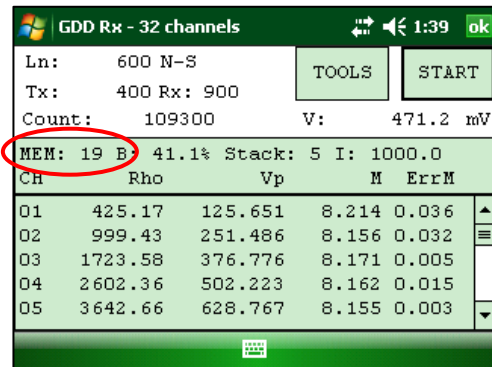 GDD Rx - 32 channels 1:39 ok
Ln: 600 N-S
Tx: 400 Rx: 900
TOOLS START
Count: 109300 V: 471.2 mV
MEM: 19 B: 41.1% Stack: 5 I: 1000.0
CH Rho Vp M ErrM
01 425.17 125.651 8.214 0.036
02 999.43 251.486 8.156 0.032
03 1723.58 376.776 8.171 0.005
04 2602.36 502.223 8.162 0.015
05 3642.66 628.767 8.155 0.003